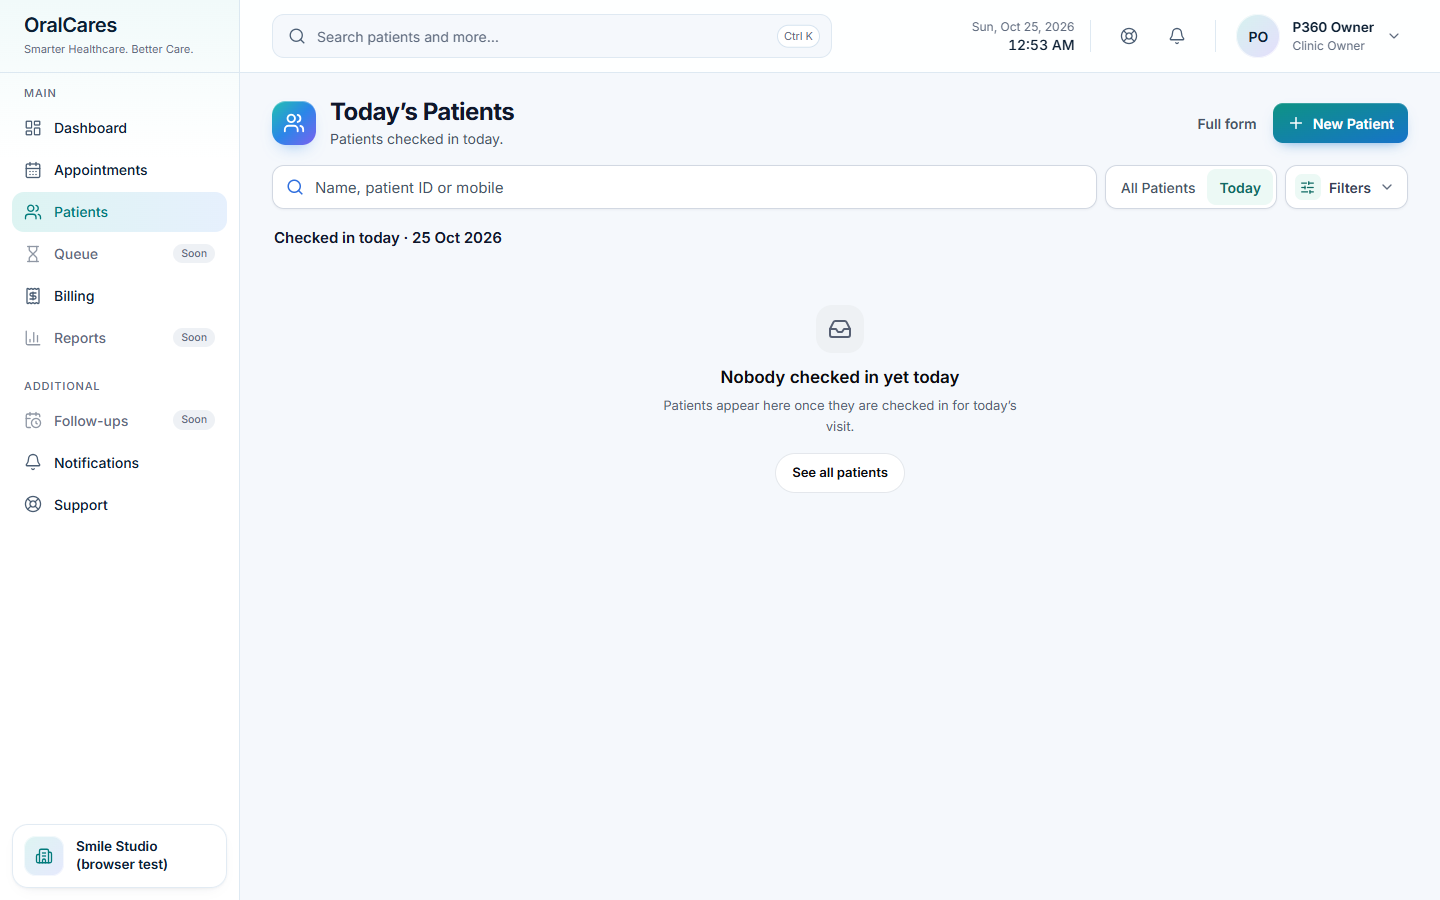 OralCares
Smarter Healthcare. Better Care.
MAIN
Dashboard
Appointments
Patients
Queue Soon
Billing
Reports Soon
ADDITIONAL
Follow-ups Soon
Notifications
Support
Smile Studio
(browser test)
Search patients and more... Ctrl K
Sun, Oct 25, 2026
12:53 AM
PO
P360 Owner
Clinic Owner
Today’s Patients
Patients checked in today.
Full form
New Patient
Name, patient ID or mobile
All Patients Today
Filters
Checked in today · 25 Oct 2026
Nobody checked in yet today
Patients appear here once they are checked in for today’s
visit.
See all patients